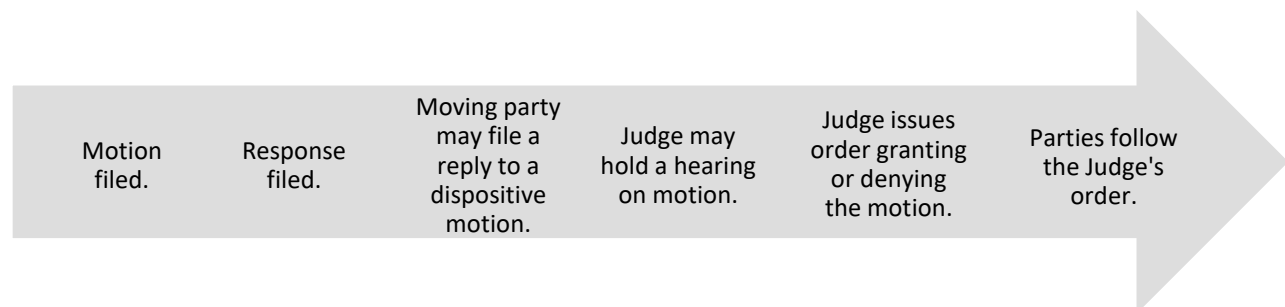 Motion
filed.
Response
filed.
Moving party
may file a
reply to a
dispositive
motion.
Judge may
hold a hearing
on motion.
Judge issues
order granting
or denying
the motion.
Parties follow
the Judge's
order.